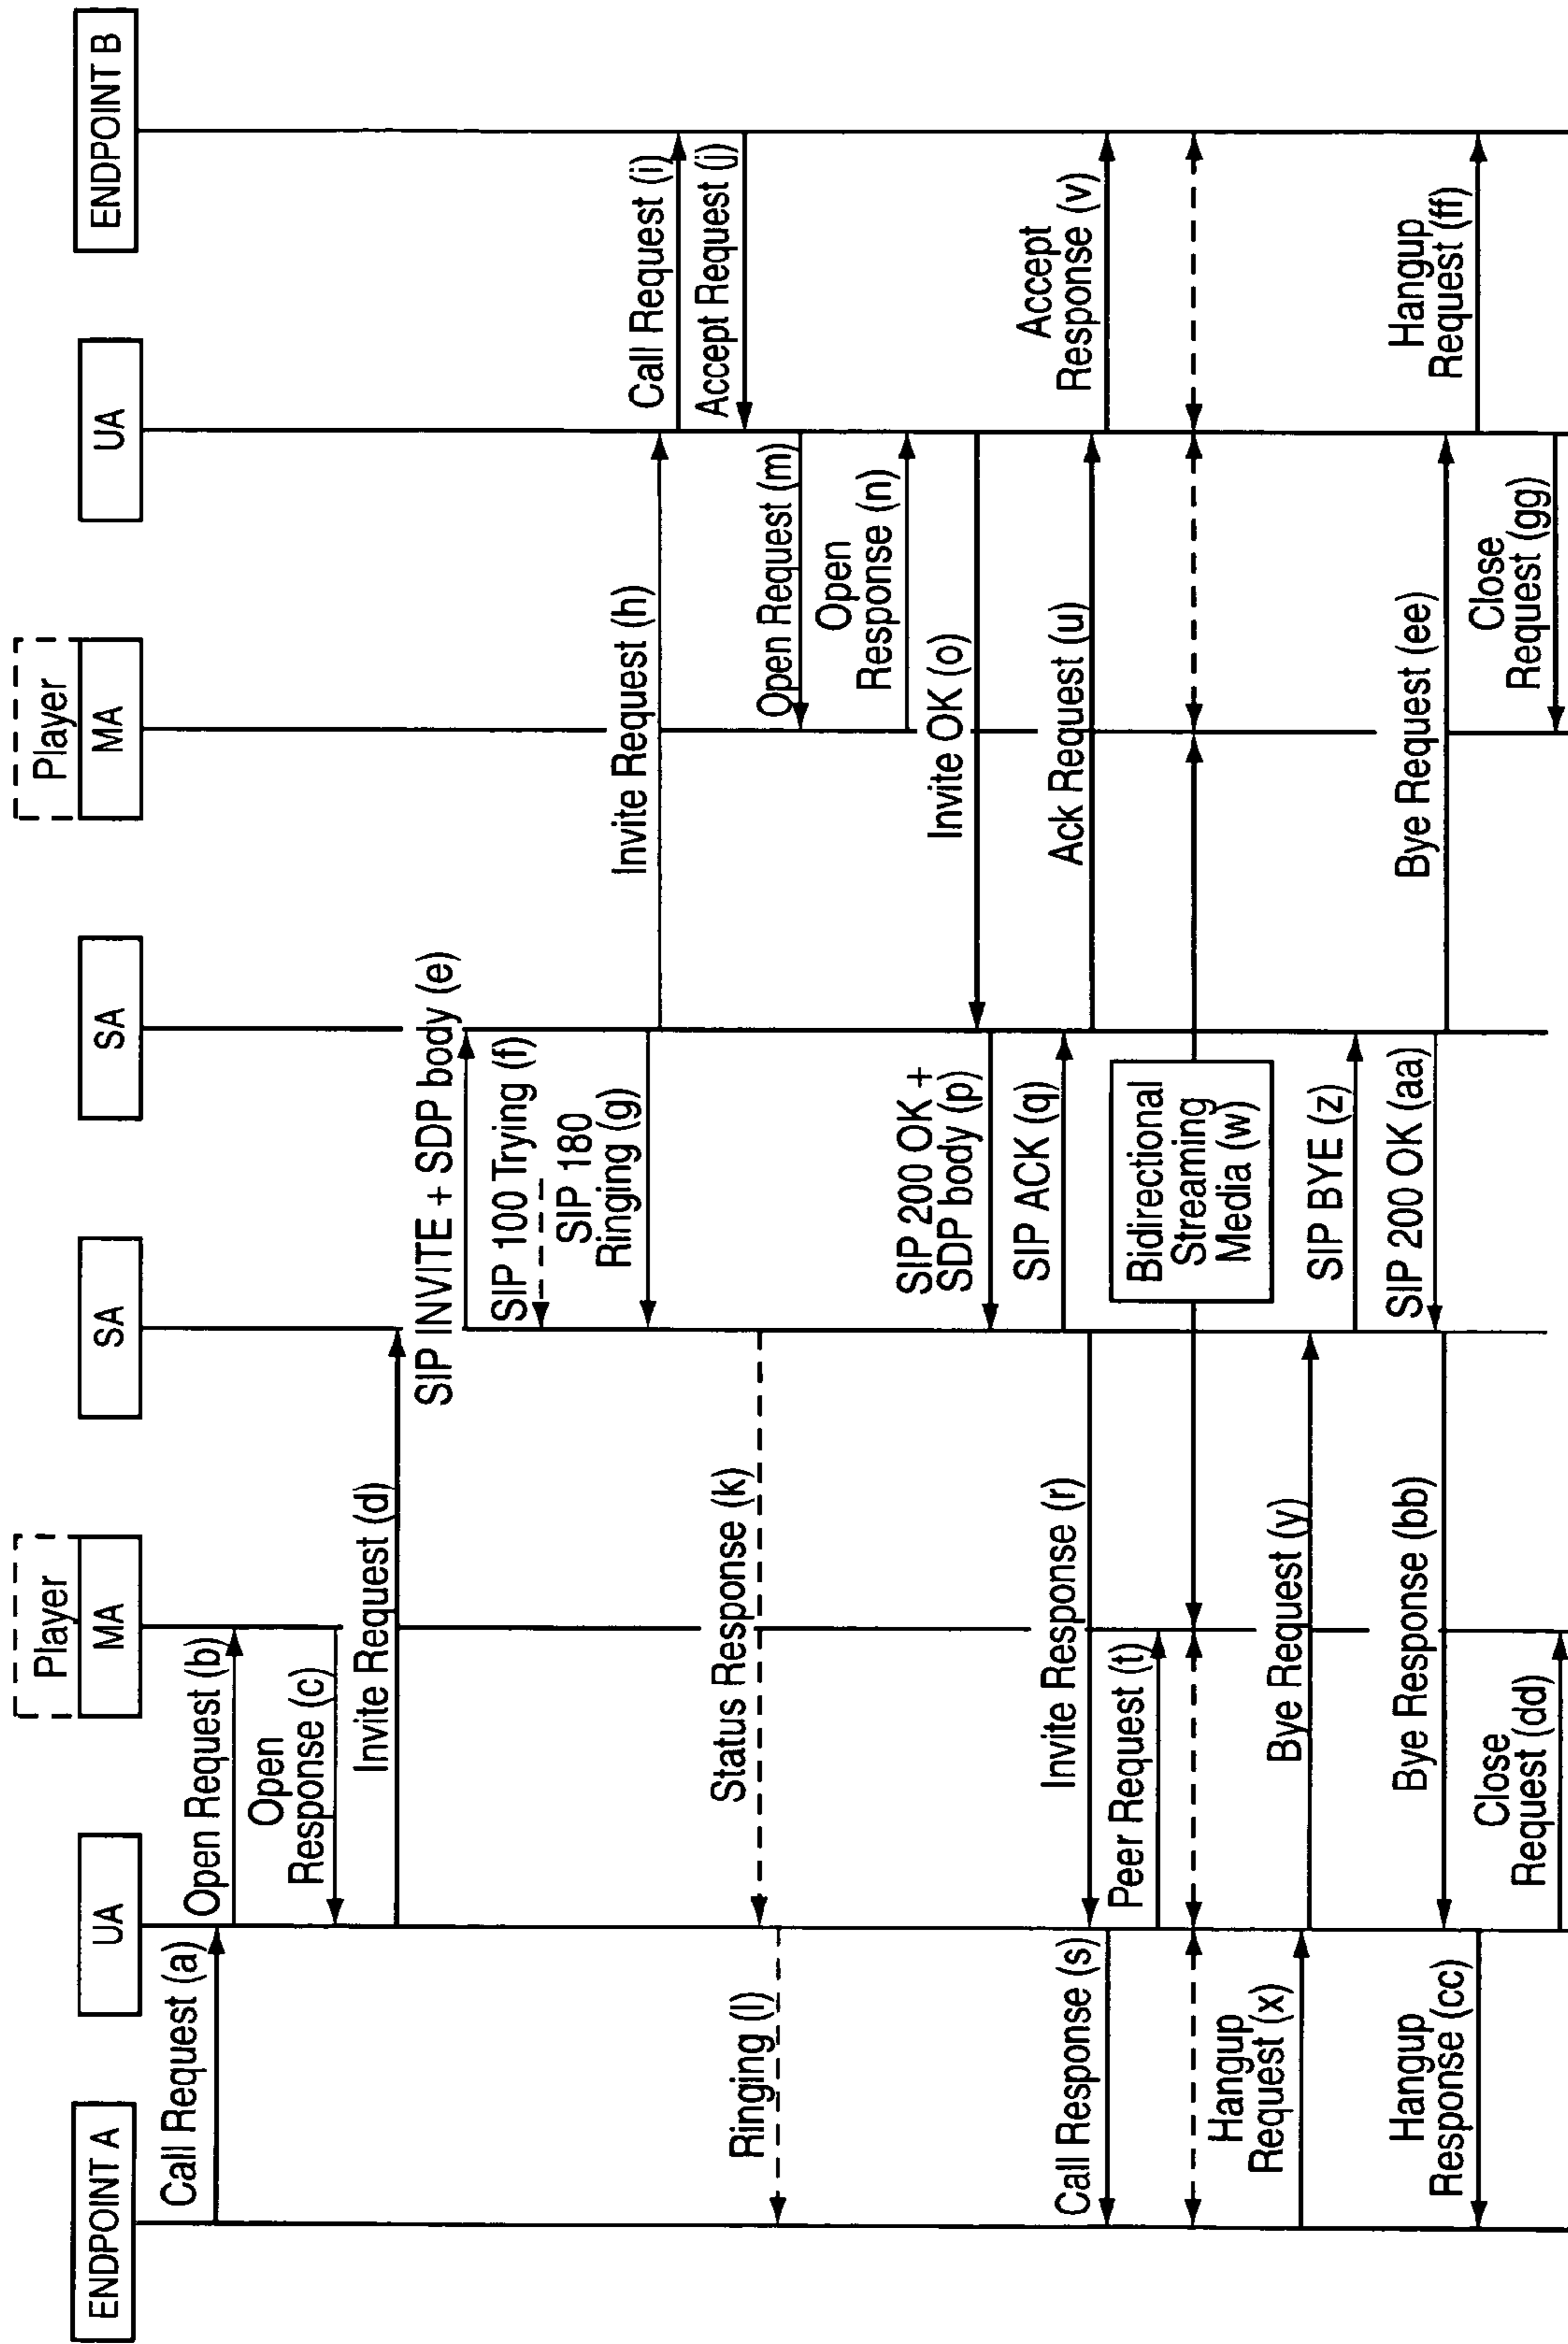 ENDPOINT A
UA
Player
MA
SA
SA
Player
MA
UA
ENDPOINT B
Call Request (a)
Open Request (b)
Open
Response (c)
Invite Request (d)
SIP INVITE + SDP body (e)
SIP 100 Trying (f)
SIP 180
Ringing (g)
Invite Request (h)
Call Request (i)
Accept Request (j)
Status Response (k)
Ringing (l)
Open Request (m)
Open
Response (n)
Invite OK (o)
SIP 200 OK +
SDP body (p)
SIP ACK (q)
Invite Response (r)
Call Response (s)
Peer Request (t)
Ack Request (u)
Accept
Response (v)
Bidirectional
Streaming
Media (w)
Hangup
Request (x)
Bye Request (y)
SIP BYE (z)
SIP 200 OK (aa)
Bye Response (bb)
Hangup
Response (cc)
Close
Request (dd)
Bye Request (ee)
Hangup
Request (ff)
Close
Request (gg)